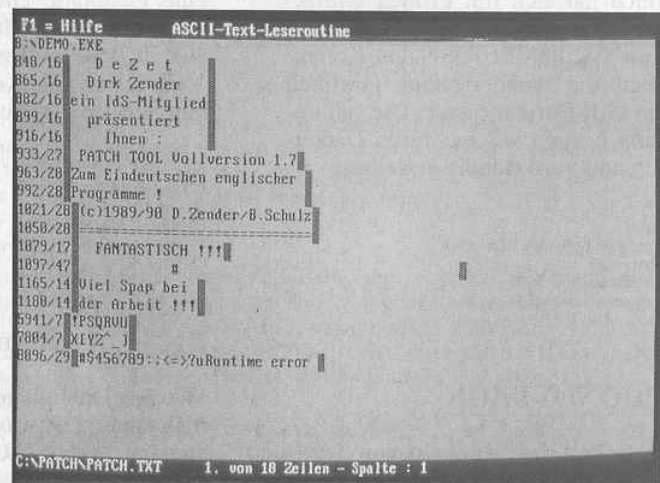 F1 = Hilfe ASCII-Text-Leseroutine
B:\DEMO.EXE
848/16 D e Z e t
865/16 Dirk Zender
882/16 ein IdS-Mitglied
899/16 präsentiert
916/16 Ihnen :
933/27 PATCH TOOL Vollversion 1.7
963/28 Zum Eindeutschen englischer
992/28 Programme !
1021/28 (c)1989/90 D.Zender/B.Schulz
1050/28 ============================
1079/17 FANTASTISCH !!!
1097/47 #
1165/14 Viel Spap bei
1180/14 der Arbeit !!!
5941/7 !PSQRVU
7804/7 X[YZ^_]
8096/29 #$456789:;<=>?uRuntime error
C:\PATCH\PATCH.TXT 1. von 18 Zeilen - Spalte : 1